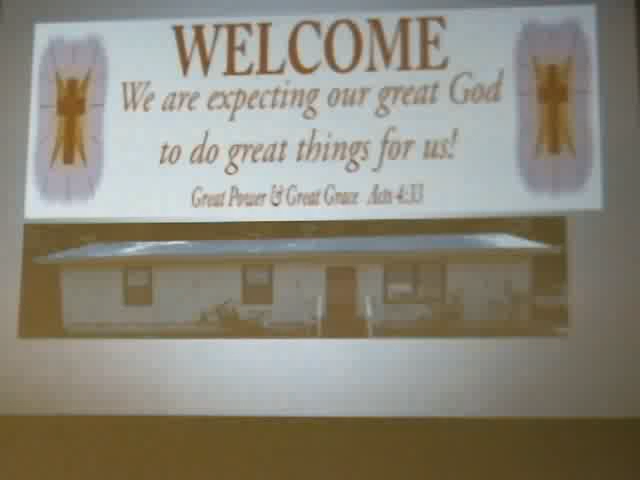 WELCOME
We are expecting our great God
to do great things for us!
Great Power & Great Grace Acts 4:33